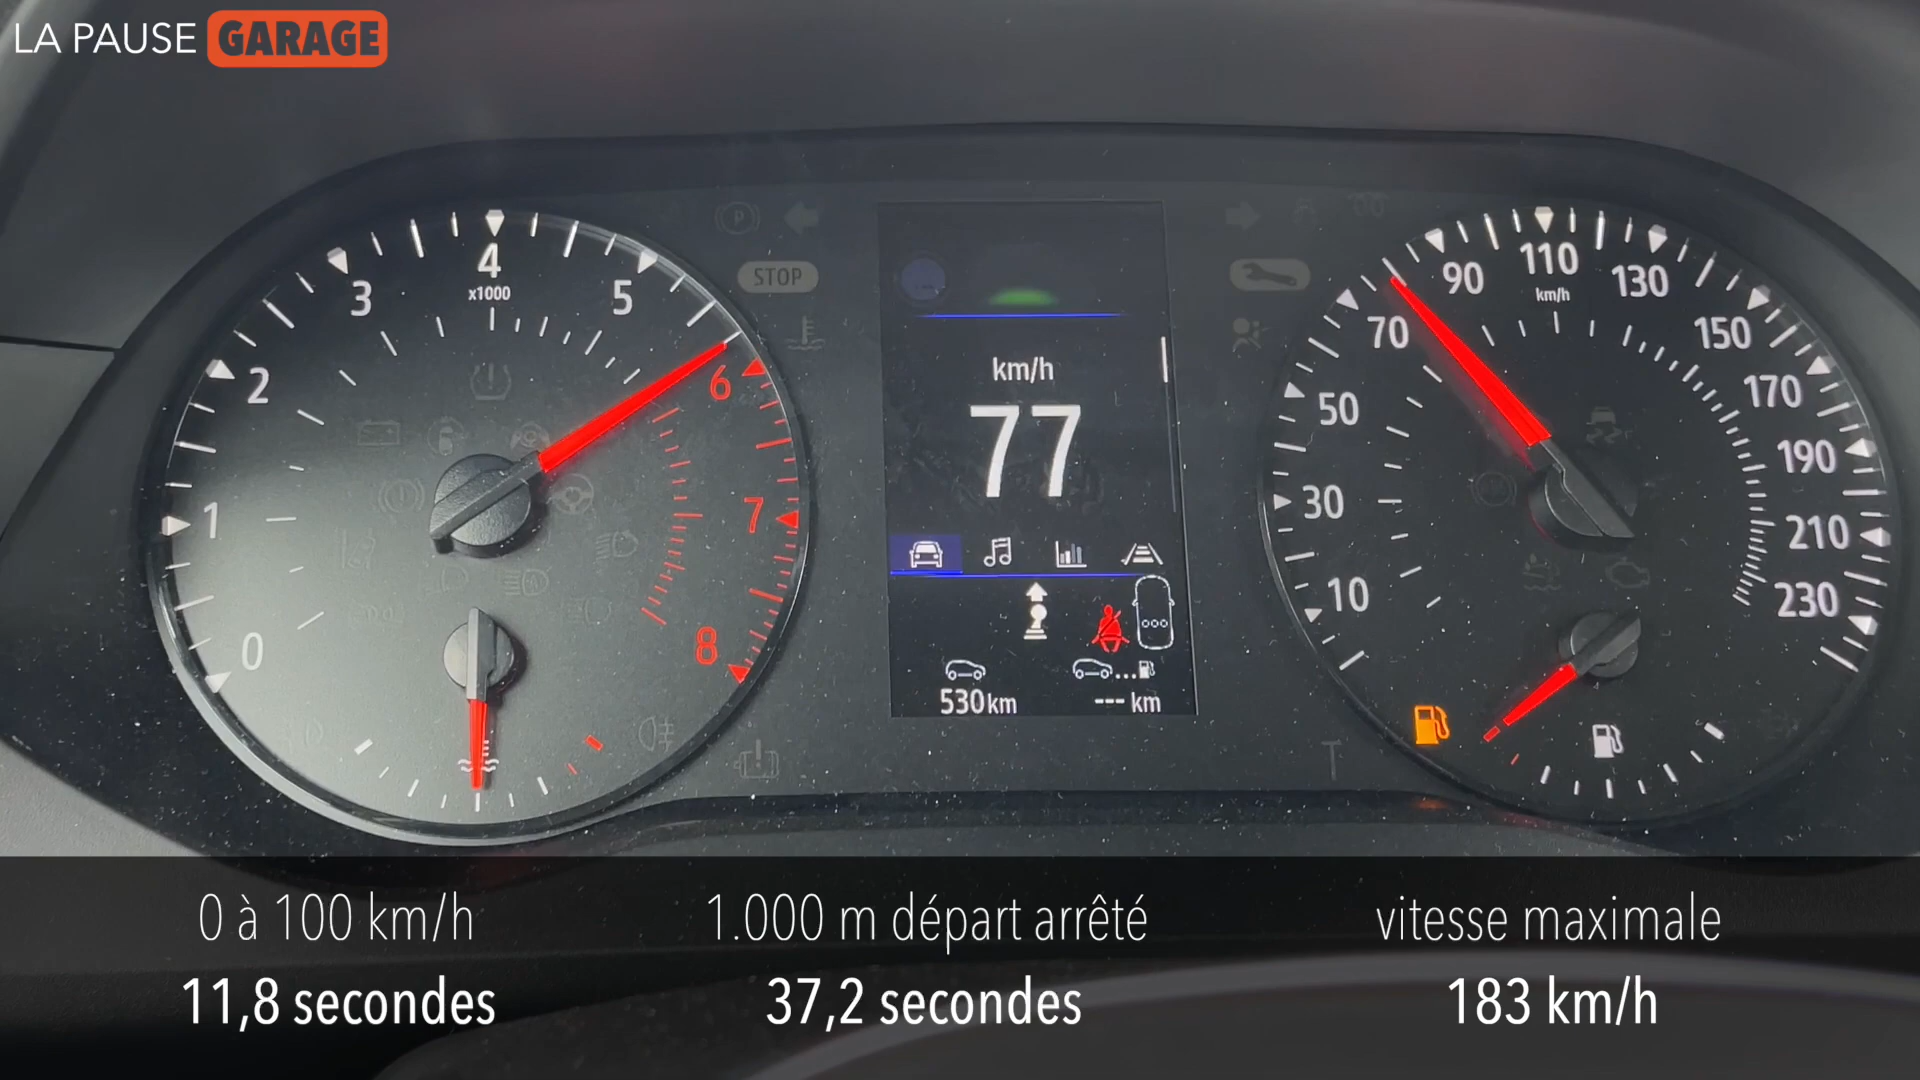 LA PAUSE GARAGE
0
1
2
3
4
x1000
5
6
7
8
P
STOP
km/h
77
530 km
--- km
10
30
50
70
90
110
km/h
130
150
170
190
210
230
0 à 100 km/h
11,8 secondes
1.000 m départ arrêté
37,2 secondes
vitesse maximale
183 km/h